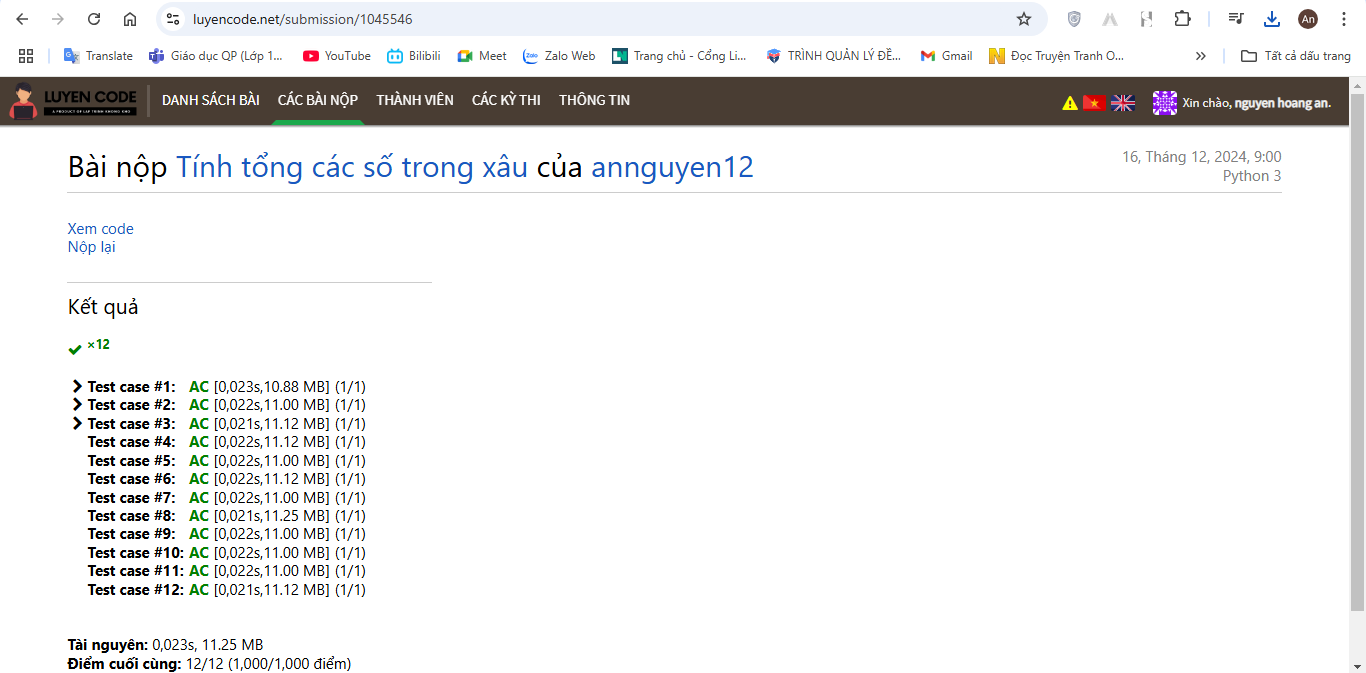 luyencode.net/submission/1045546
An
Translate
Giáo dục QP (Lớp 1...
YouTube
Bilibili
Meet
Zalo Web
Trang chủ - Cổng Li...
TRÌNH QUẢN LÝ ĐỀ...
Gmail
Đọc Truyện Tranh O...
»
Tất cả dấu trang
LUYEN CODE
A PRODUCT OF LAP TRINH KHONG KHO
DANH SÁCH BÀI
CÁC BÀI NỘP
THÀNH VIÊN
CÁC KỲ THI
THÔNG TIN
Xin chào, nguyen hoang an.
Bài nộp Tính tổng các số trong xâu của annguyen12
16, Tháng 12, 2024, 9:00
Python 3
Xem code
Nộp lại
Kết quả
×12
Test case #1: AC [0,023s,10.88 MB] (1/1)
Test case #2: AC [0,022s,11.00 MB] (1/1)
Test case #3: AC [0,021s,11.12 MB] (1/1)
Test case #4: AC [0,022s,11.12 MB] (1/1)
Test case #5: AC [0,022s,11.00 MB] (1/1)
Test case #6: AC [0,022s,11.12 MB] (1/1)
Test case #7: AC [0,022s,11.00 MB] (1/1)
Test case #8: AC [0,021s,11.25 MB] (1/1)
Test case #9: AC [0,022s,11.00 MB] (1/1)
Test case #10: AC [0,022s,11.00 MB] (1/1)
Test case #11: AC [0,022s,11.00 MB] (1/1)
Test case #12: AC [0,021s,11.12 MB] (1/1)
Tài nguyên: 0,023s, 11.25 MB
Điểm cuối cùng: 12/12 (1,000/1,000 điểm)